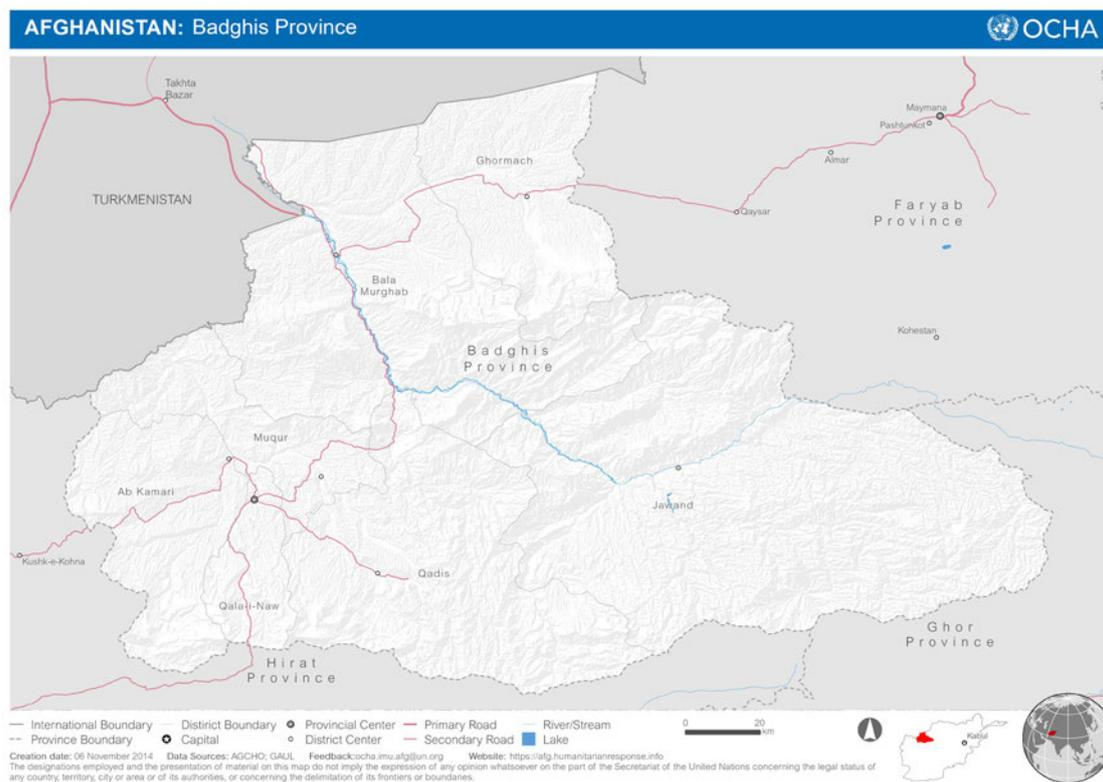 AFGHANISTAN: Badghis Province
OCHA
Takhta
Bazar
Maymana
Pashtunkot
Almar
Ghormach
TURKMENISTAN
Qaysar
Faryab
Province
Bala
Murghab
Kohestan
Badghis
Province
Muqur
Ab Kamari
Jawand
Kushk-e-Kohna
Qadis
Qala-i-Naw
Ghor
Province
Hirat
Province
International Boundary
District Boundary
Provincial Center
Primary Road
River/Stream
0 20
km
Province Boundary
Capital
District Center
Secondary Road
Lake
Kabul
Creation date: 06 November 2014 Data Sources: AGCHO; GAUL Feedback:ocha.imu.afg@un.org Website: https://afg.humanitarianresponse.info
The designations employed and the presentation of material on this map do not imply the expression of any opinion whatsoever on the part of the Secretariat of the United Nations concerning the legal status of
any country, territory, city or area or of its authorities, or concerning the delimitation of its frontiers or boundaries.